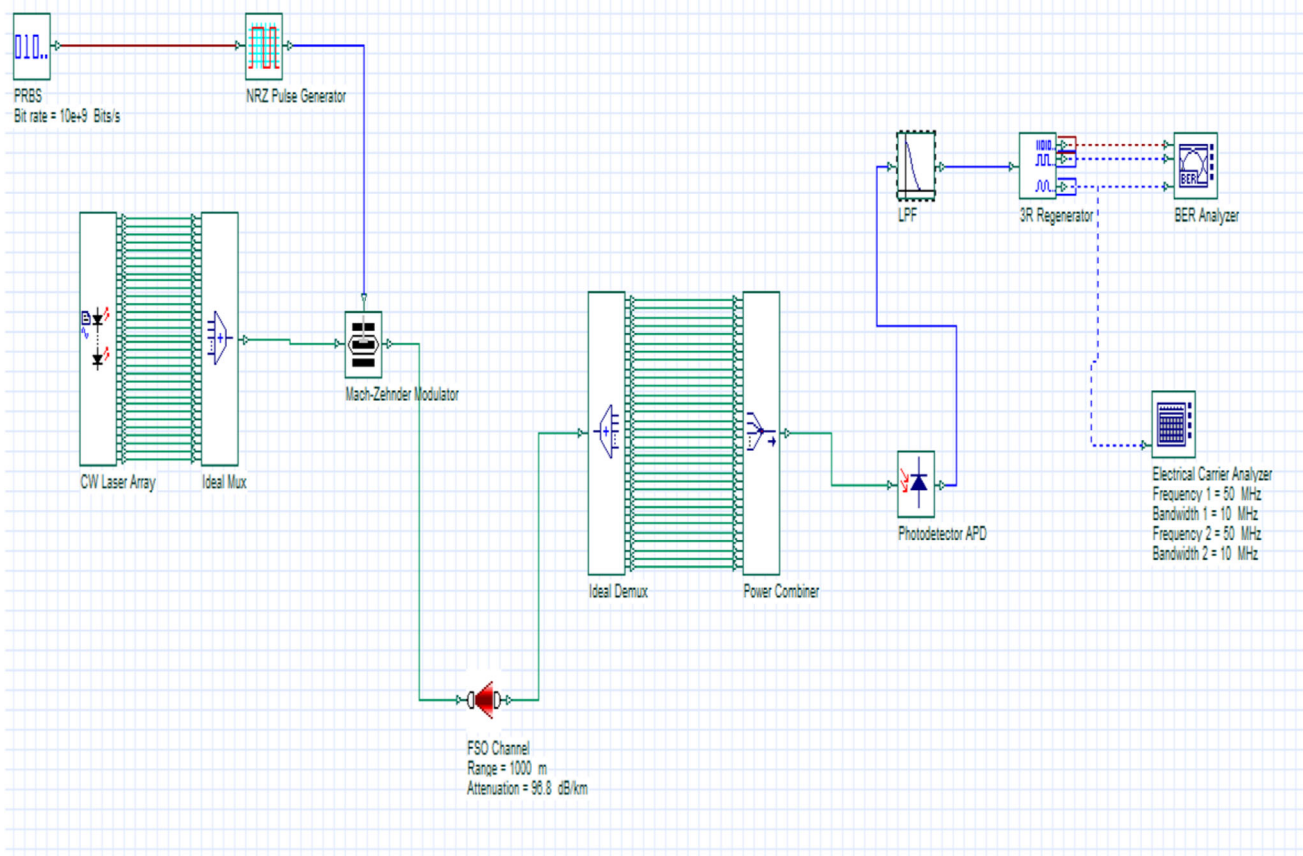 010..
PRBS
Bit rate = 10e+9 Bits/s
NRZ Pulse Generator
CW Laser Array
Ideal Mux
Mach-Zehnder Modulator
LPF
3R Regenerator
BER
BER Analyzer
Ideal Demux
Power Combiner
Photodetector APD
Electrical Carrier Analyzer
Frequency 1 = 50 MHz
Bandwidth 1 = 10 MHz
Frequency 2 = 50 MHz
Bandwidth 2 = 10 MHz
FSO Channel
Range = 1000 m
Attenuation = 96.8 dB/km